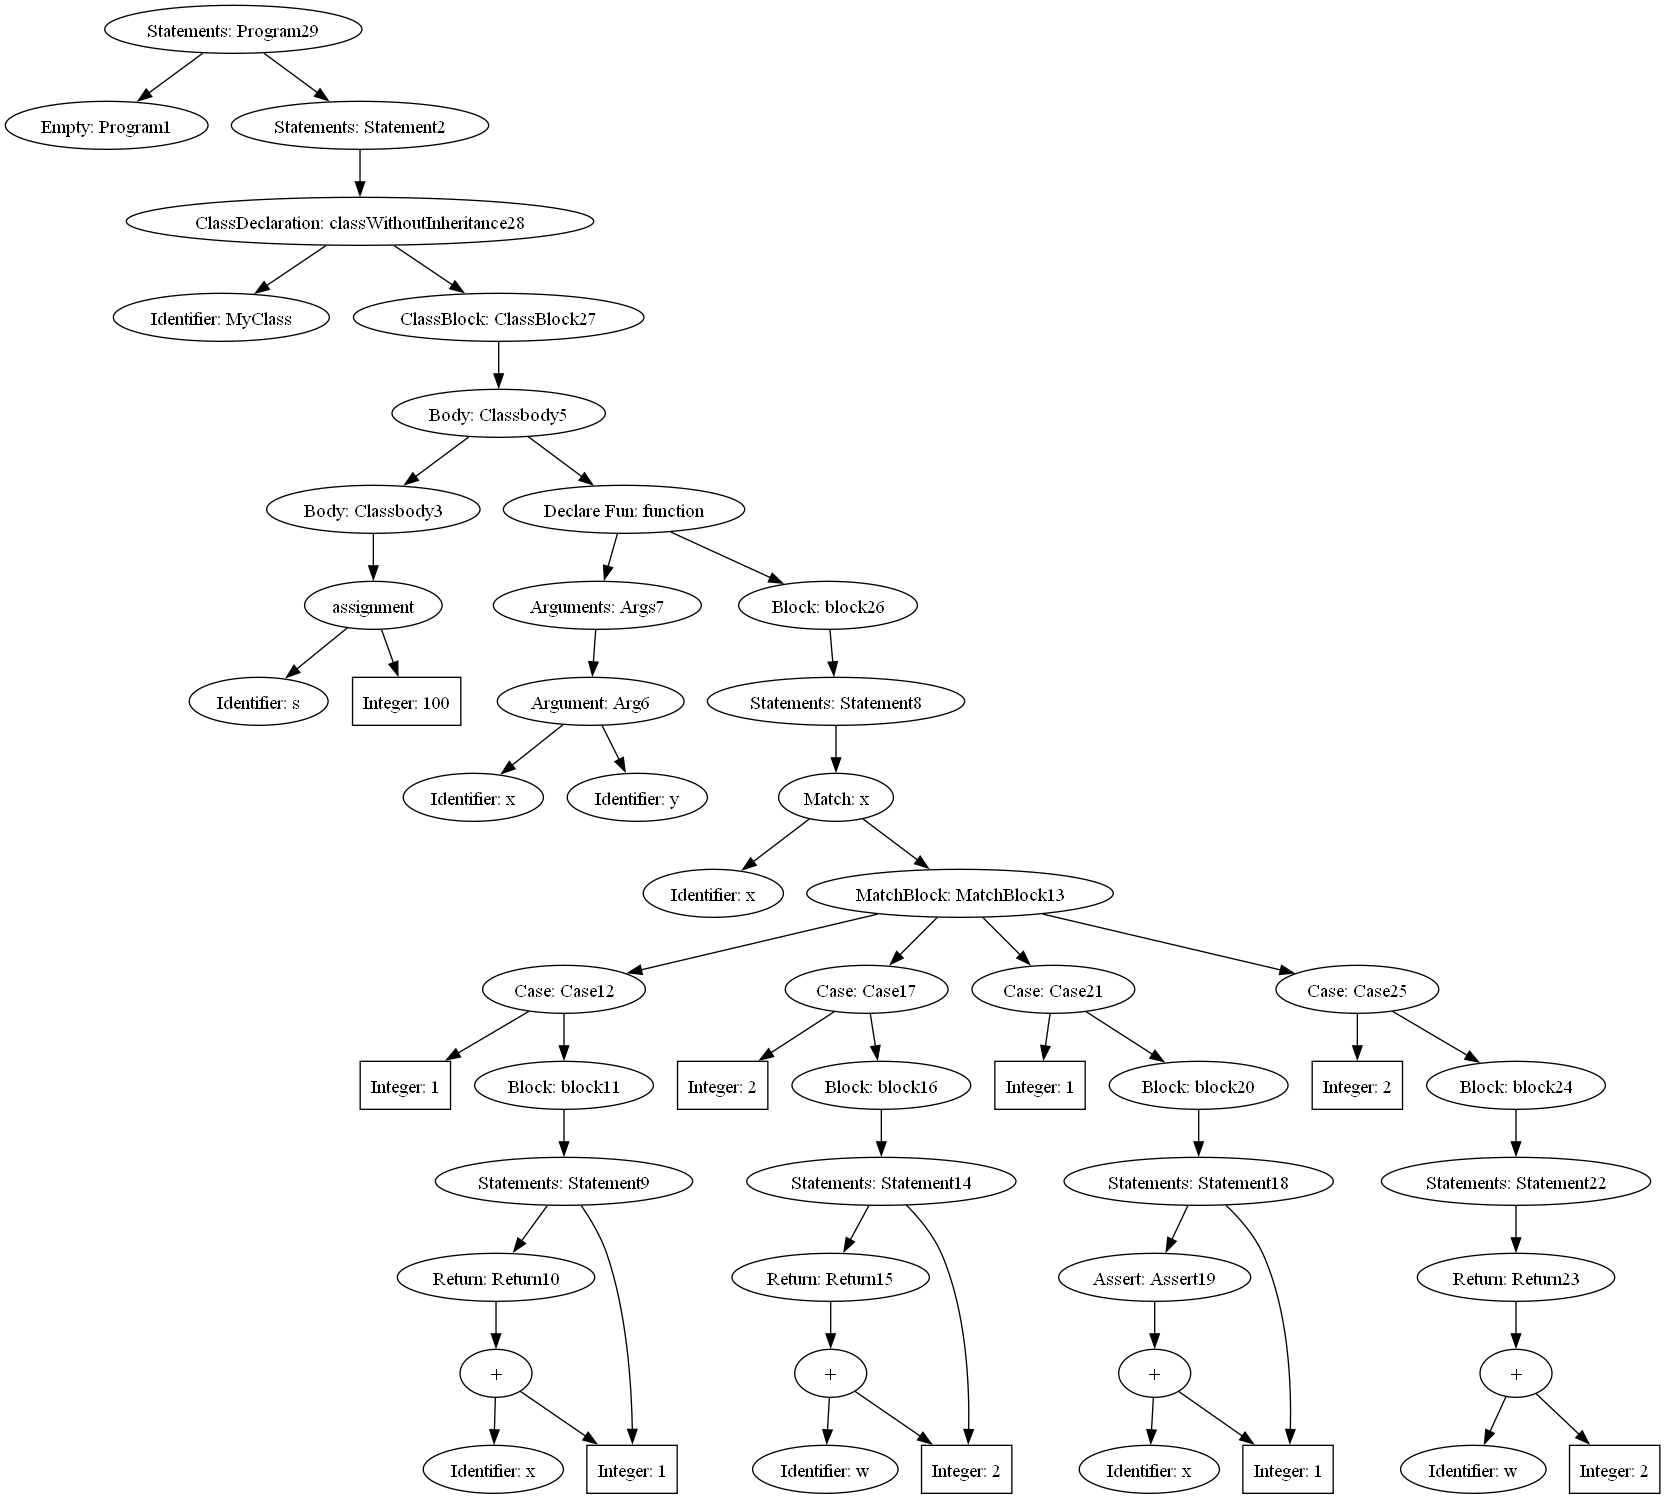 Statements: Program29
Empty: Program1
Statements: Statement2
ClassDeclaration: classWithoutInheritance28
Identifier: MyClass
ClassBlock: ClassBlock27
Body: Classbody5
Body: Classbody3
Declare Fun: function
assignment
Arguments: Args7
Block: block26
Identifier: s
Integer: 100
Argument: Arg6
Statements: Statement8
Identifier: x
Identifier: y
Match: x
Identifier: x
MatchBlock: MatchBlock13
Case: Case12
Case: Case17
Case: Case21
Case: Case25
Integer: 1
Block: block11
Integer: 2
Block: block16
Integer: 1
Block: block20
Integer: 2
Block: block24
Statements: Statement9
Statements: Statement14
Statements: Statement18
Statements: Statement22
Return: Return10
Return: Return15
Assert: Assert19
Return: Return23
+
+
+
+
Identifier: x
Integer: 1
Identifier: w
Integer: 2
Identifier: x
Integer: 1
Identifier: w
Integer: 2